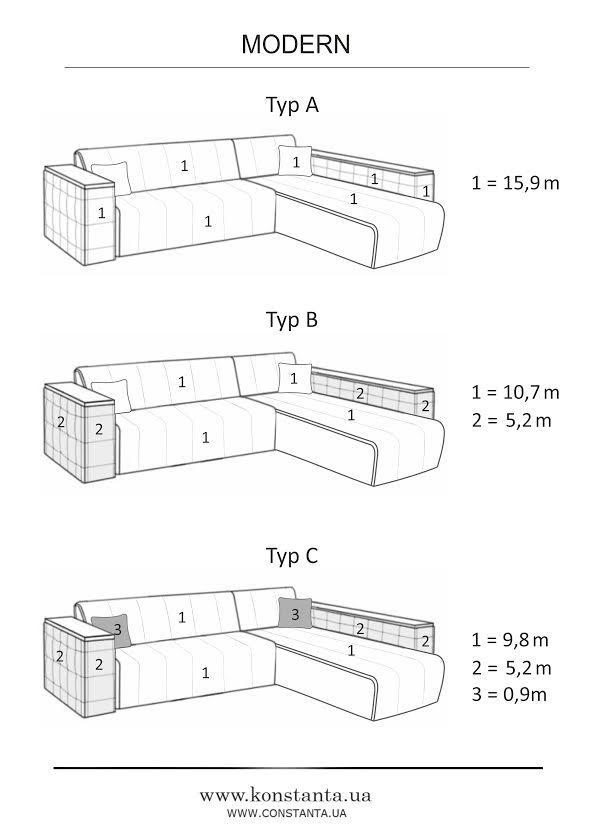 MODERN
Typ A
1
1
1
1
1
1
1
1 = 15,9 m
Typ B
1
1
2
2
1
2
2
1
1 = 10,7 m
2 = 5,2 m
Typ C
1
3
3
2
2
1
2
2
1
1 = 9,8 m
2 = 5,2 m
3 = 0,9m
www.konstanta.ua
WWW.CONSTANTA.UA